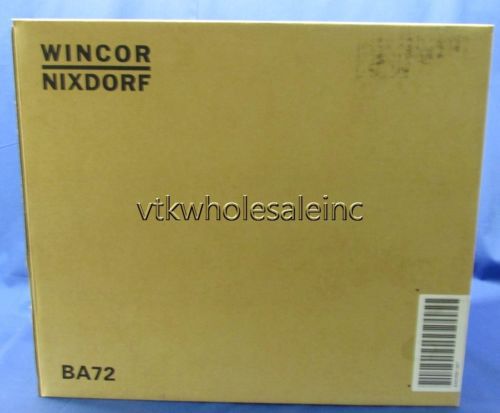 WINCOR
NIXDORF
vtkwholesaleinc
BA72